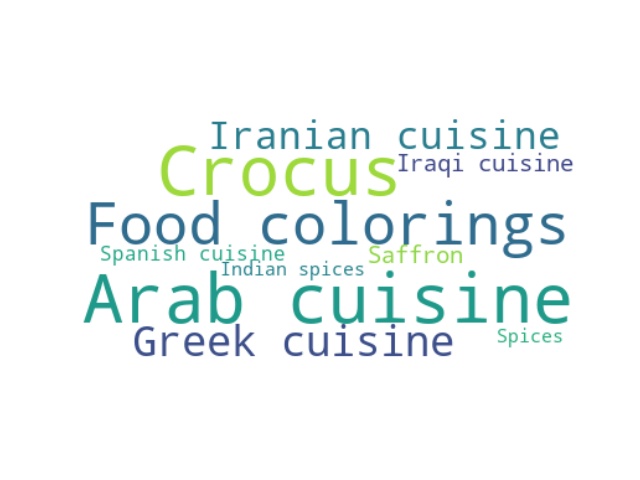 Iranian cuisine
Crocus
Iraqi cuisine
Food colorings
Spanish cuisine
Saffron
Indian spices
Arab cuisine
Greek cuisine
Spices